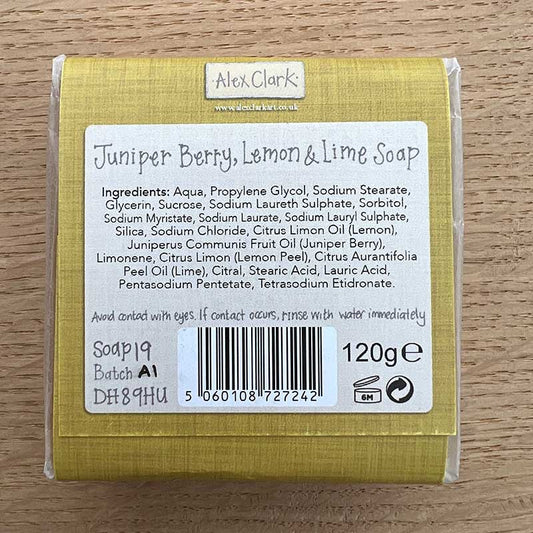 Alex Clark
www.alexclarkart.co.uk
Juniper Berry, Lemon & Lime Soap
Ingredients: Aqua, Propylene Glycol, Sodium Stearate,
Glycerin, Sucrose, Sodium Laureth Sulphate, Sorbitol,
Sodium Myristate, Sodium Laurate, Sodium Lauryl Sulphate,
Silica, Sodium Chloride, Citrus Limon Oil (Lemon),
Juniperus Communis Fruit Oil (Juniper Berry),
Limonene, Citrus Limon (Lemon Peel), Citrus Aurantifolia
Peel Oil (Lime), Citral, Stearic Acid, Lauric Acid,
Pentasodium Pentetate, Tetrasodium Etidronate.
Avoid contact with eyes. If contact occurs, rinse with water immediately
Soap19
Batch A1
DH8 9HU
5 060108 727242
120g e
6M